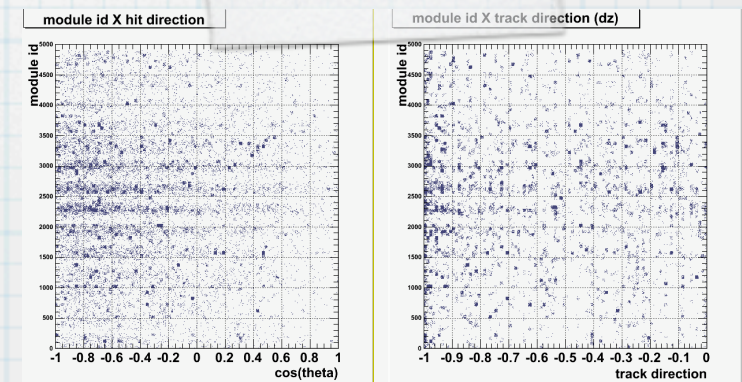 module id X hit direction
module id
5000
4500
4000
3500
3000
2500
2000
1500
1000
500
0
-1 -0.8 -0.6 -0.4 -0.2 0 0.2 0.4 0.6 0.8 1
cos(theta)
module id X track direction (dz)
module id
5000
4500
4000
3500
3000
2500
2000
1500
1000
500
0
-1 -0.9 -0.8 -0.7 -0.6 -0.5 -0.4 -0.3 -0.2 -0.1 0
track direction